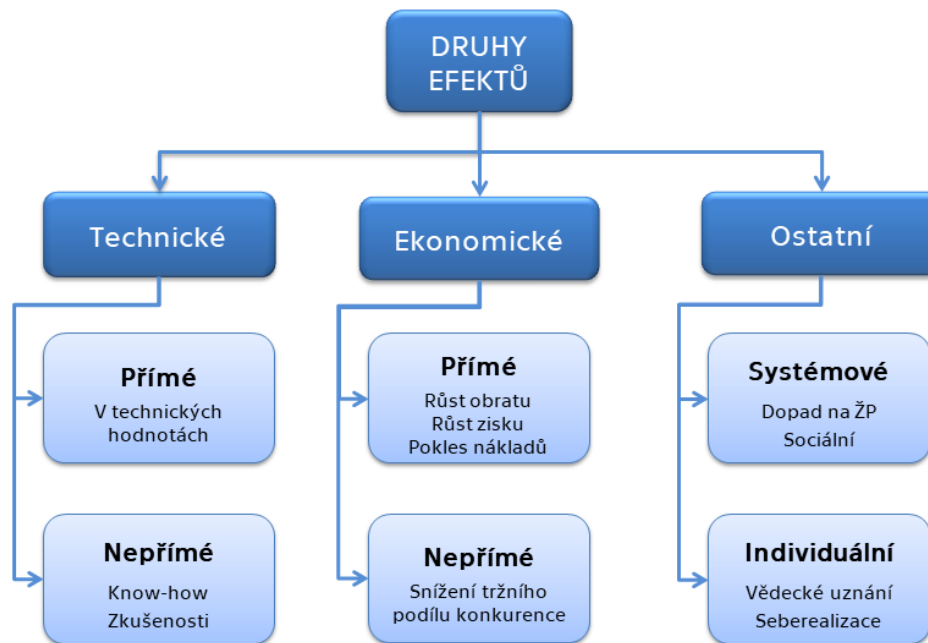 DRUHY
EFEKTŮ
Technické
Ekonomické
Ostatní
Přímé
V technických
hodnotách
Přímé
Růst obratu
Růst zisku
Pokles nákladů
Systémové
Dopad na ŽP
Sociální
Nepřímé
Know-how
Zkušenosti
Nepřímé
Snížení tržního
podílu konkurence
Individuální
Vědecké uznání
Seberealizace